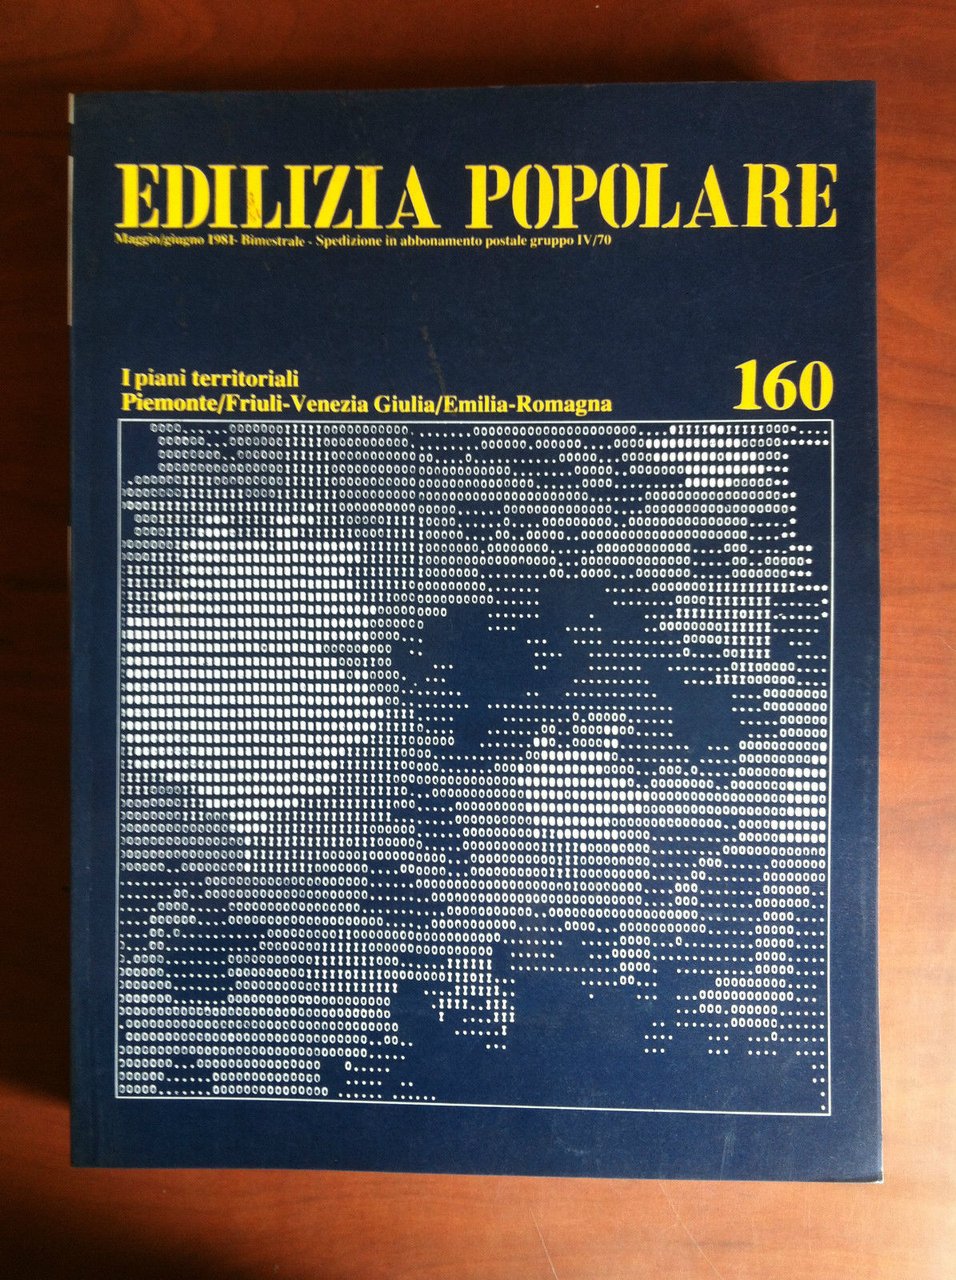 EDILIZIA POPOLARE
Maggio/giugno 1981- Bimestrale - Spedizione in abbonamento postale gruppo IV/70
I piani territoriali
160
Piemonte/Friuli-Venezia Giulia/Emilia-Romagna